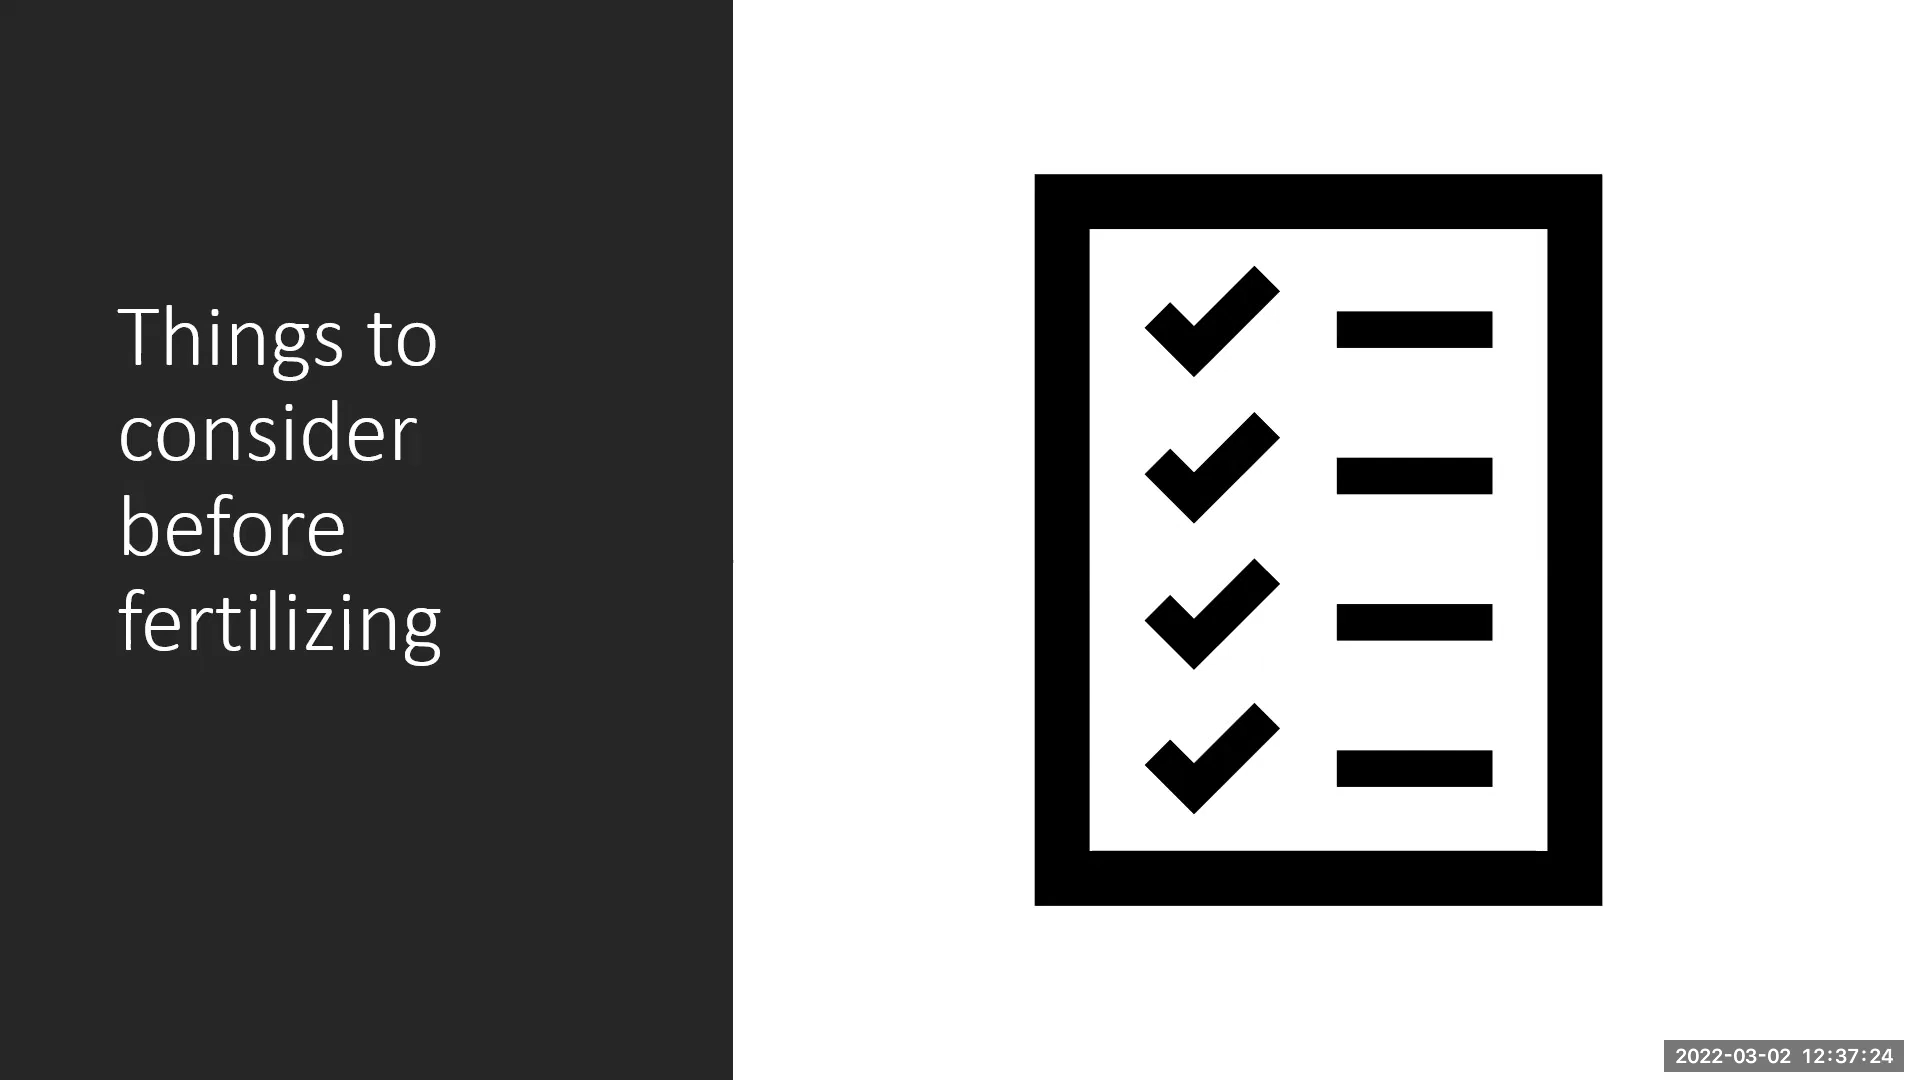 Things to
consider
before
fertilizing
2022-03-02 12:37:24